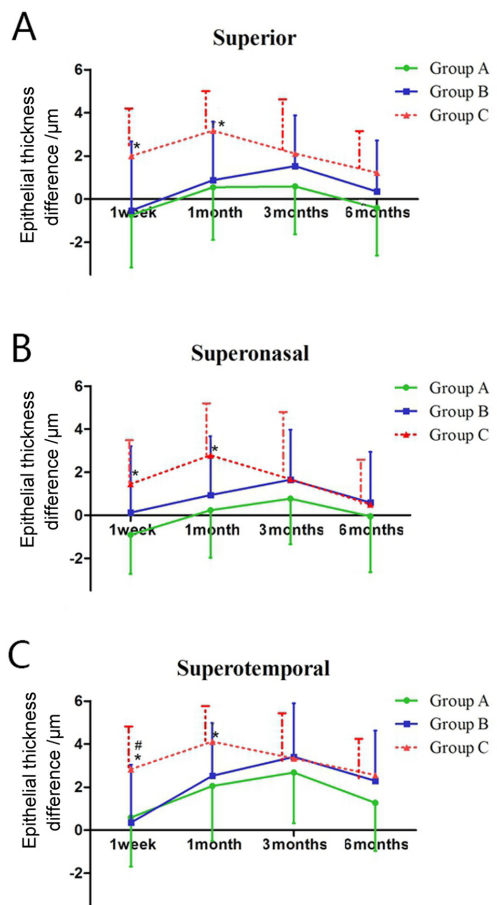 A
Superior
Epithelial thickness
difference /μm
6
4
2
0
-2
1week
1month
3months
6months
*
*
Group A
Group B
Group C
B
Superonasal
Epithelial thickness
difference /μm
6
4
2
0
-2
1week
1month
3months
6months
*
*
Group A
Group B
Group C
C
Superotemporal
Epithelial thickness
difference /μm
6
4
2
0
-2
1week
1month
3months
6months
#
*
*
Group A
Group B
Group C